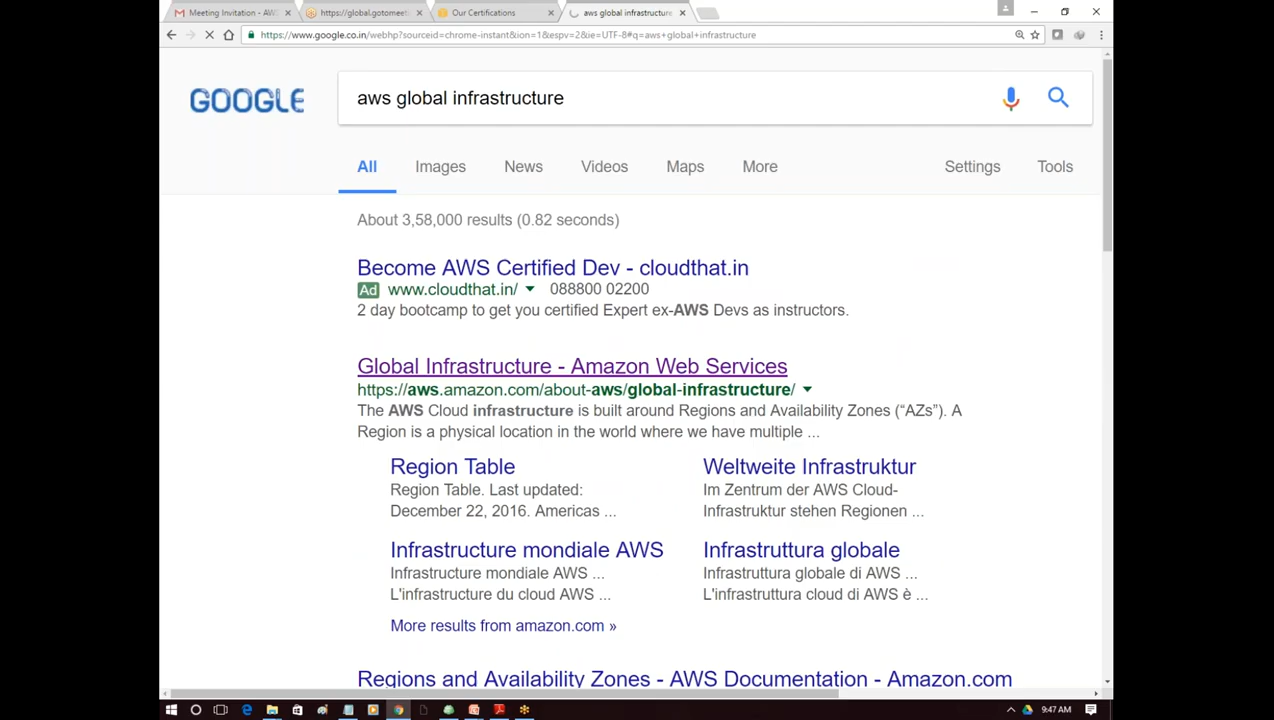 Meeting Invitation - AW
https://global.gotomeeti
Our Certifications
aws global infrastructure
https://www.google.co.in/webhp?sourceid=chrome-instant&ion=1&espv=2&ie=UTF-8#q=aws+global+infrastructure
GOOGLE
aws global infrastructure
All Images News Videos Maps More Settings Tools
About 3,58,000 results (0.82 seconds)
Become AWS Certified Dev - cloudthat.in
Ad www.cloudthat.in/ 088800 02200
2 day bootcamp to get you certified Expert ex-AWS Devs as instructors.
Global Infrastructure - Amazon Web Services
https://aws.amazon.com/about-aws/global-infrastructure/
The AWS Cloud infrastructure is built around Regions and Availability Zones (“AZs”). A
Region is a physical location in the world where we have multiple ...
Region Table
Region Table. Last updated:
December 22, 2016. Americas ...
Weltweite Infrastruktur
Im Zentrum der AWS Cloud-
Infrastruktur stehen Regionen ...
Infrastructure mondiale AWS
Infrastructure mondiale AWS ...
L'infrastructure du cloud AWS ...
Infrastruttura globale
Infrastruttura globale di AWS ...
L'infrastruttura cloud di AWS è ...
More results from amazon.com »
Regions and Availability Zones - AWS Documentation - Amazon.com
9:47 AM